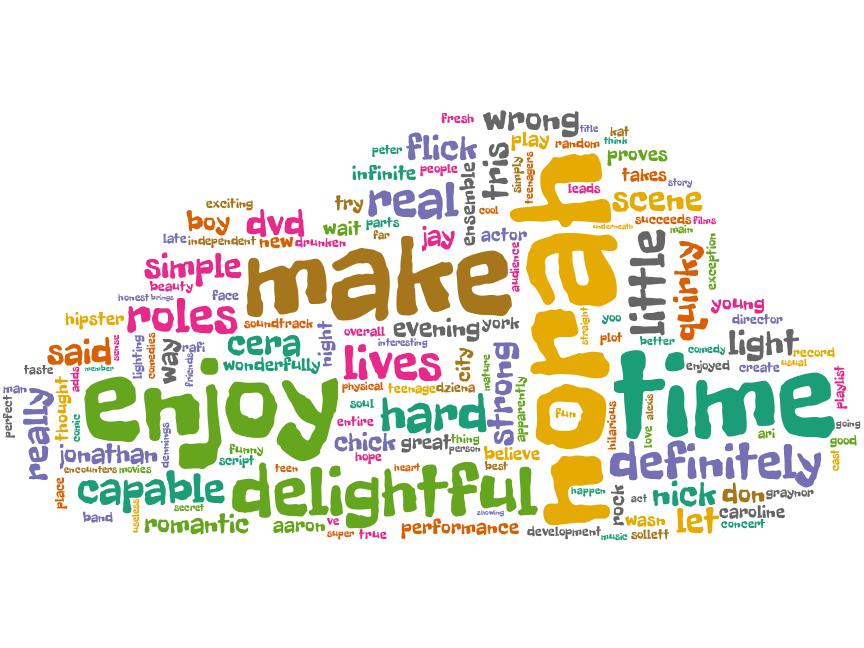 fresh
wrong
title
kat
peter
flick
tris
play
random
think
proves
infinite
people
ensemble
simply
teenagers
norah
leads
takes
story
exciting
try
real
cool
scene
boy
dvd
wait
parts
underneath
succeeds
films
main
late
independent
new
drunken
far
jay
actor
audience
little
quirky
exception
simple
make
beauty
honest
brings
face
young
hipster
roles
soundtrack
overall
evening
york
straight
yoo
plot
better
director
said
sense
lighting
comedies
way
rafi
friends
cera
wonderfully
night
interesting
lives
city
mature
strong
apparently
comedy
light
record
enjoyed
create
usual
taste
member
adds
enjoy
physical
teenage
dziena
time
playlist
man
perfect
really
thought
comic
soul
hard
entire
fun
hilarious
love
alexis
ari
going
good
cast
jonathan
dennings
funny
script
chick
great
thing
person
hope
believe
definitely
encounters
movies
teen
heart
best
place
capable
secret
delightful
showing
happen
rock
act
nick
don
graynor
band
useless
romantic
aaron
ve
super
true
performance
development
music
wasn
sollett
let
caroline
concert